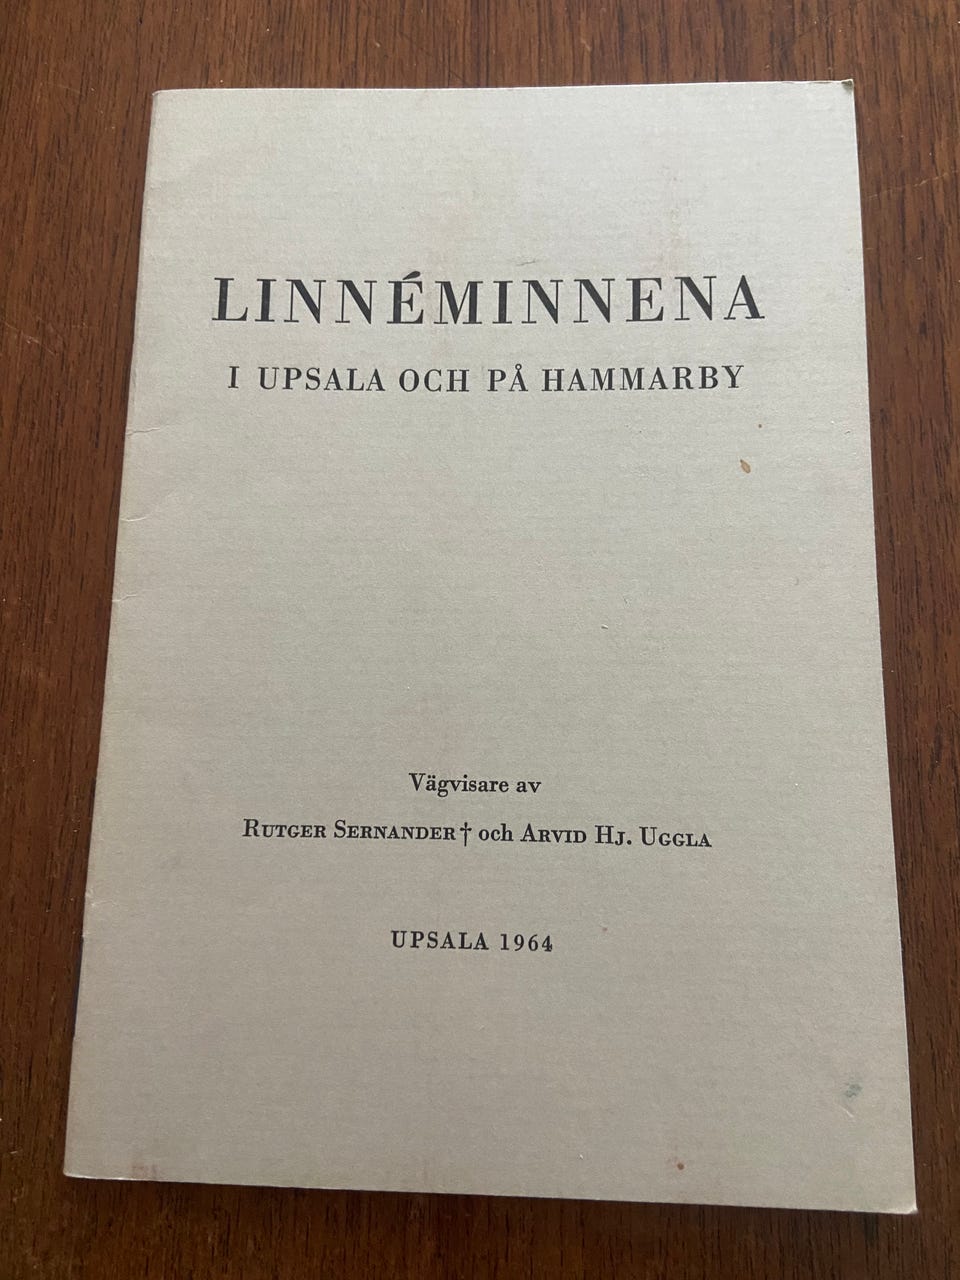 LINNÉMINNENA
I UPSALA OCH PÅ HAMMARBY
Vägvisare av
RUTGER SERNANDER† och ARVID HJ. UGGLA
UPSALA 1964